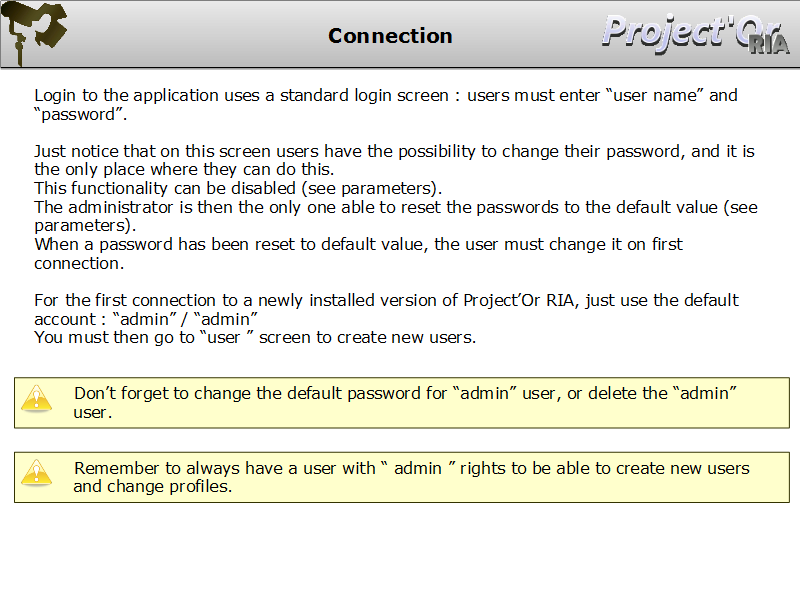 Connection
Project'Or
RIA
Login to the application uses a standard login screen : users must enter “user name” and
“password”.
Just notice that on this screen users have the possibility to change their password, and it is
the only place where they can do this.
This functionality can be disabled (see parameters).
The administrator is then the only one able to reset the passwords to the default value (see
parameters).
When a password has been reset to default value, the user must change it on first
connection.
For the first connection to a newly installed version of Project’Or RIA, just use the default
account : “admin” / “admin”
You must then go to “user ” screen to create new users.
Don’t forget to change the default password for “admin” user, or delete the “admin”
user.
Remember to always have a user with “ admin ” rights to be able to create new users
and change profiles.